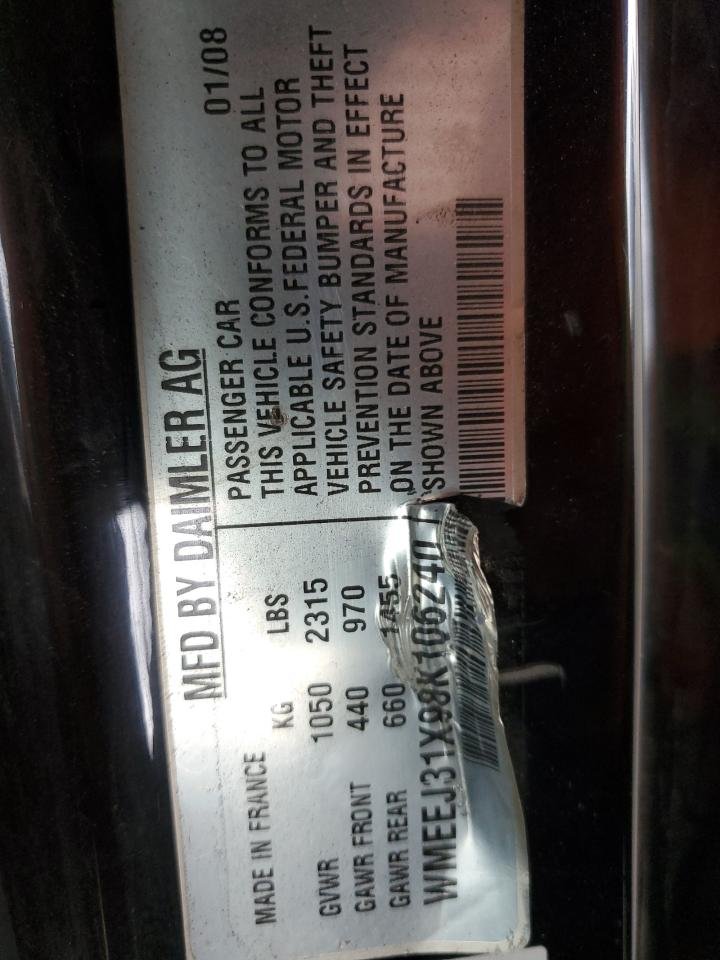 MFD BY DAIMLER AG
01/08
MADE IN FRANCE
KG LBS
GVWR 1050 2315
GAWR FRONT 440 970
GAWR REAR 660 1455
PASSENGER CAR
THIS VEHICLE CONFORMS TO ALL
APPLICABLE U.S.FEDERAL MOTOR
VEHICLE SAFETY BUMPER AND THEFT
PREVENTION STANDARDS IN EFFECT
ON THE DATE OF MANUFACTURE
SHOWN ABOVE
WMEEJ31X98K106240